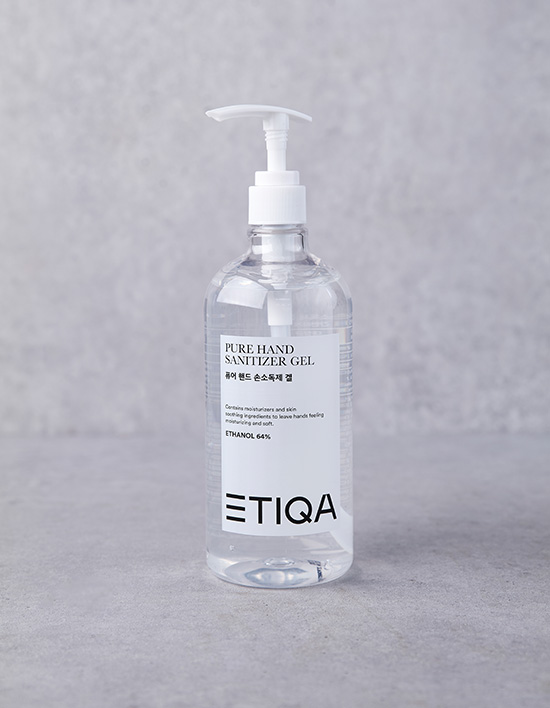 PURE HAND
SANITIZER GEL
퓨어 핸드 손소독제 겔
Contains moisturizers and skin
soothing ingredients to leave hands feeling
moisturizing and soft.
ETHANOL 64%
ETIQA